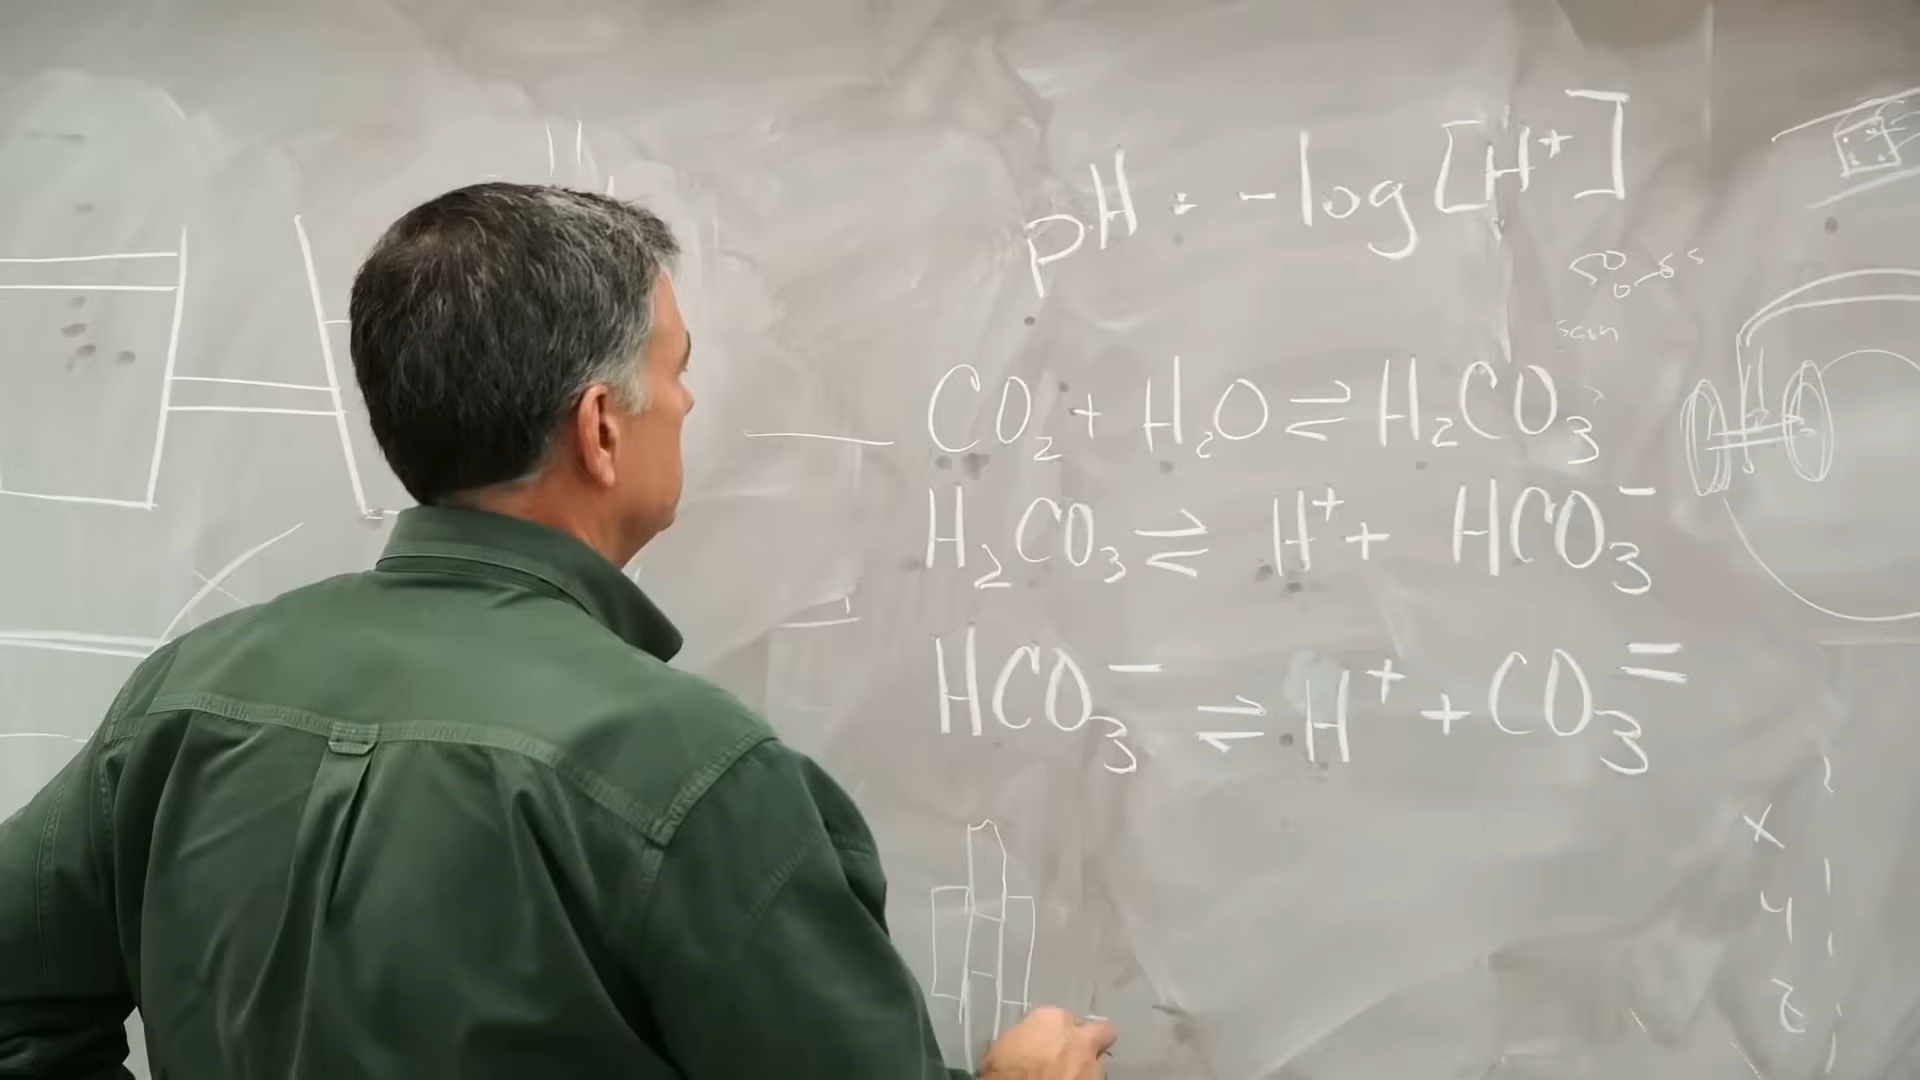 pH = -log [H⁺]
CO₂ + H₂O ⇌ H₂CO₃
H₂CO₃ ⇌ H⁺ + HCO₃⁻
HCO₃⁻ ⇌ H⁺ + CO₃⁼
x
y
z